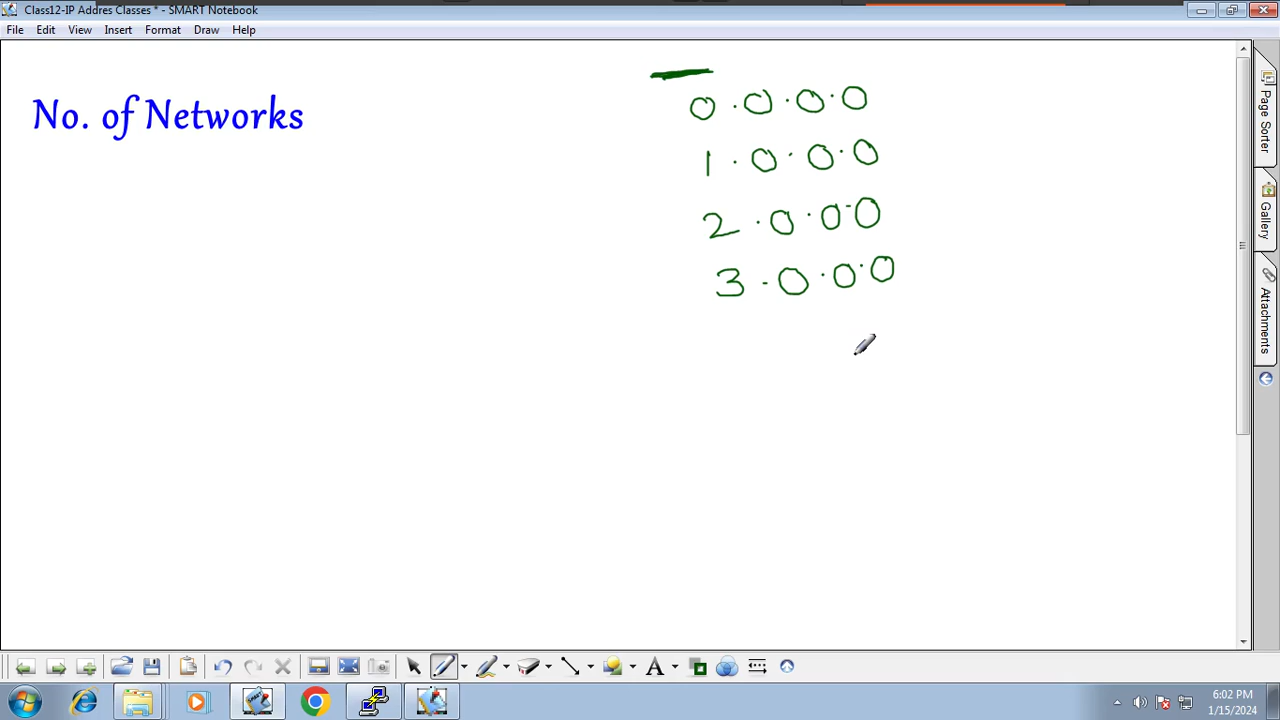 Class12-IP Addres Classes * - SMART Notebook
File Edit View Insert Format Draw Help
No. of Networks
0.0.0.0
1.0.0.0
2.0.0.0
3.0.0.0
Page Sorter
Gallery
Attachments
A
6:02 PM
1/15/2024